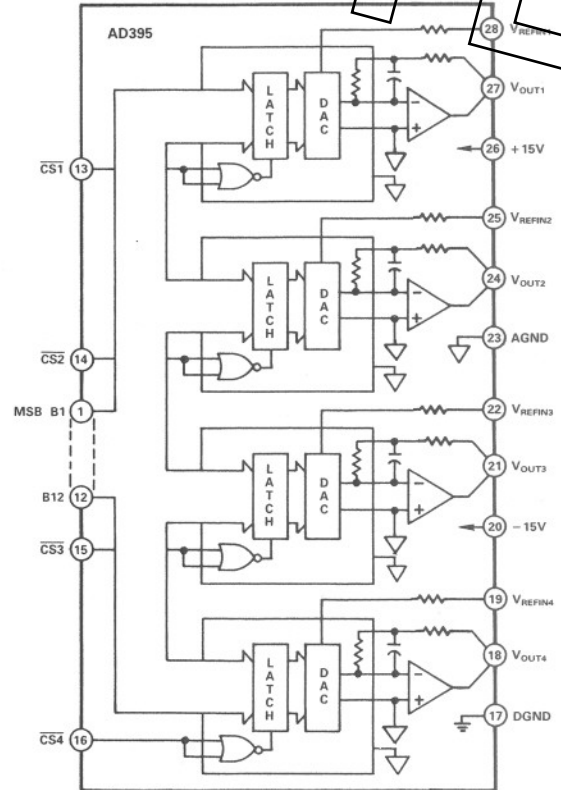 AD395
28 VREFIN1
27 VOUT1
LATCH
DAC
26 +15V
CS1 13
25 VREFIN2
24 VOUT2
LATCH
DAC
23 AGND
CS2 14
MSB B1 1
22 VREFIN3
21 VOUT3
LATCH
DAC
B12 12
20 −15V
CS3 15
19 VREFIN4
18 VOUT4
LATCH
DAC
17 DGND
CS4 16